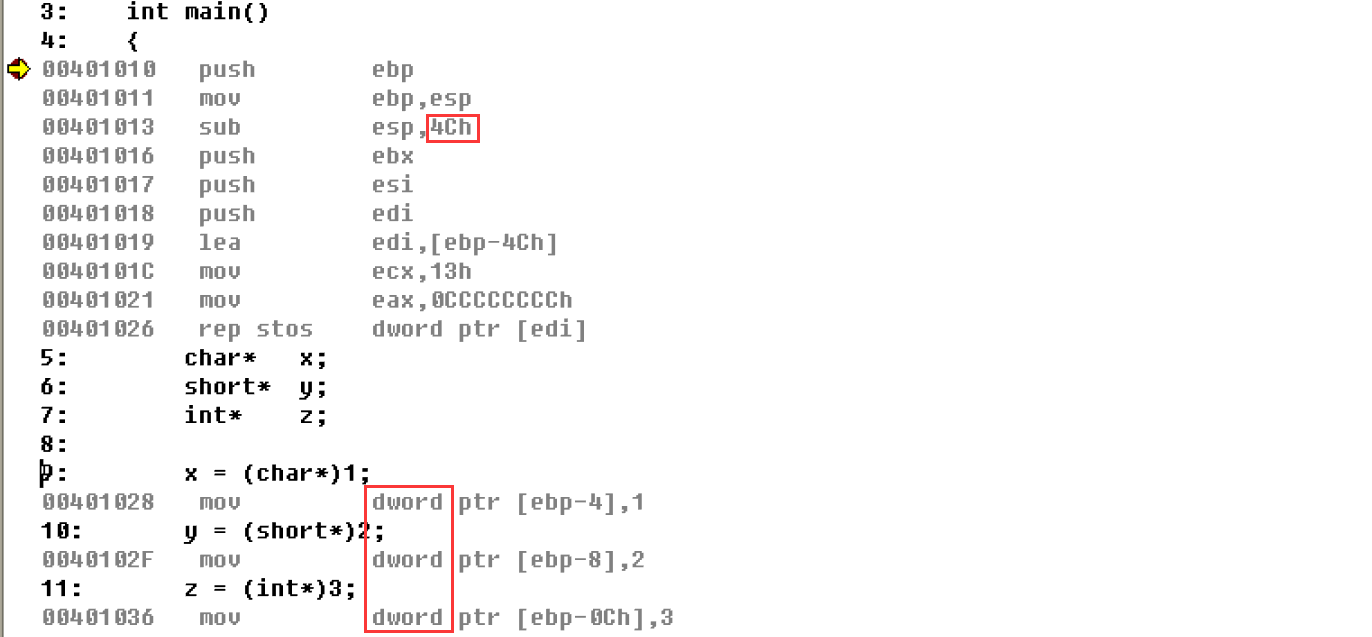 3: int main()
4: {
00401010 push ebp
00401011 mov ebp,esp
00401013 sub esp,4Ch
00401016 push ebx
00401017 push esi
00401018 push edi
00401019 lea edi,[ebp-4Ch]
0040101C mov ecx,13h
00401021 mov eax,0CCCCCCCCh
00401026 rep stos dword ptr [edi]
5: char* x;
6: short* y;
7: int* z;
8:
9: x = (char*)1;
00401028 mov dword ptr [ebp-4],1
10: y = (short*)2;
0040102F mov dword ptr [ebp-8],2
11: z = (int*)3;
00401036 mov dword ptr [ebp-0Ch],3